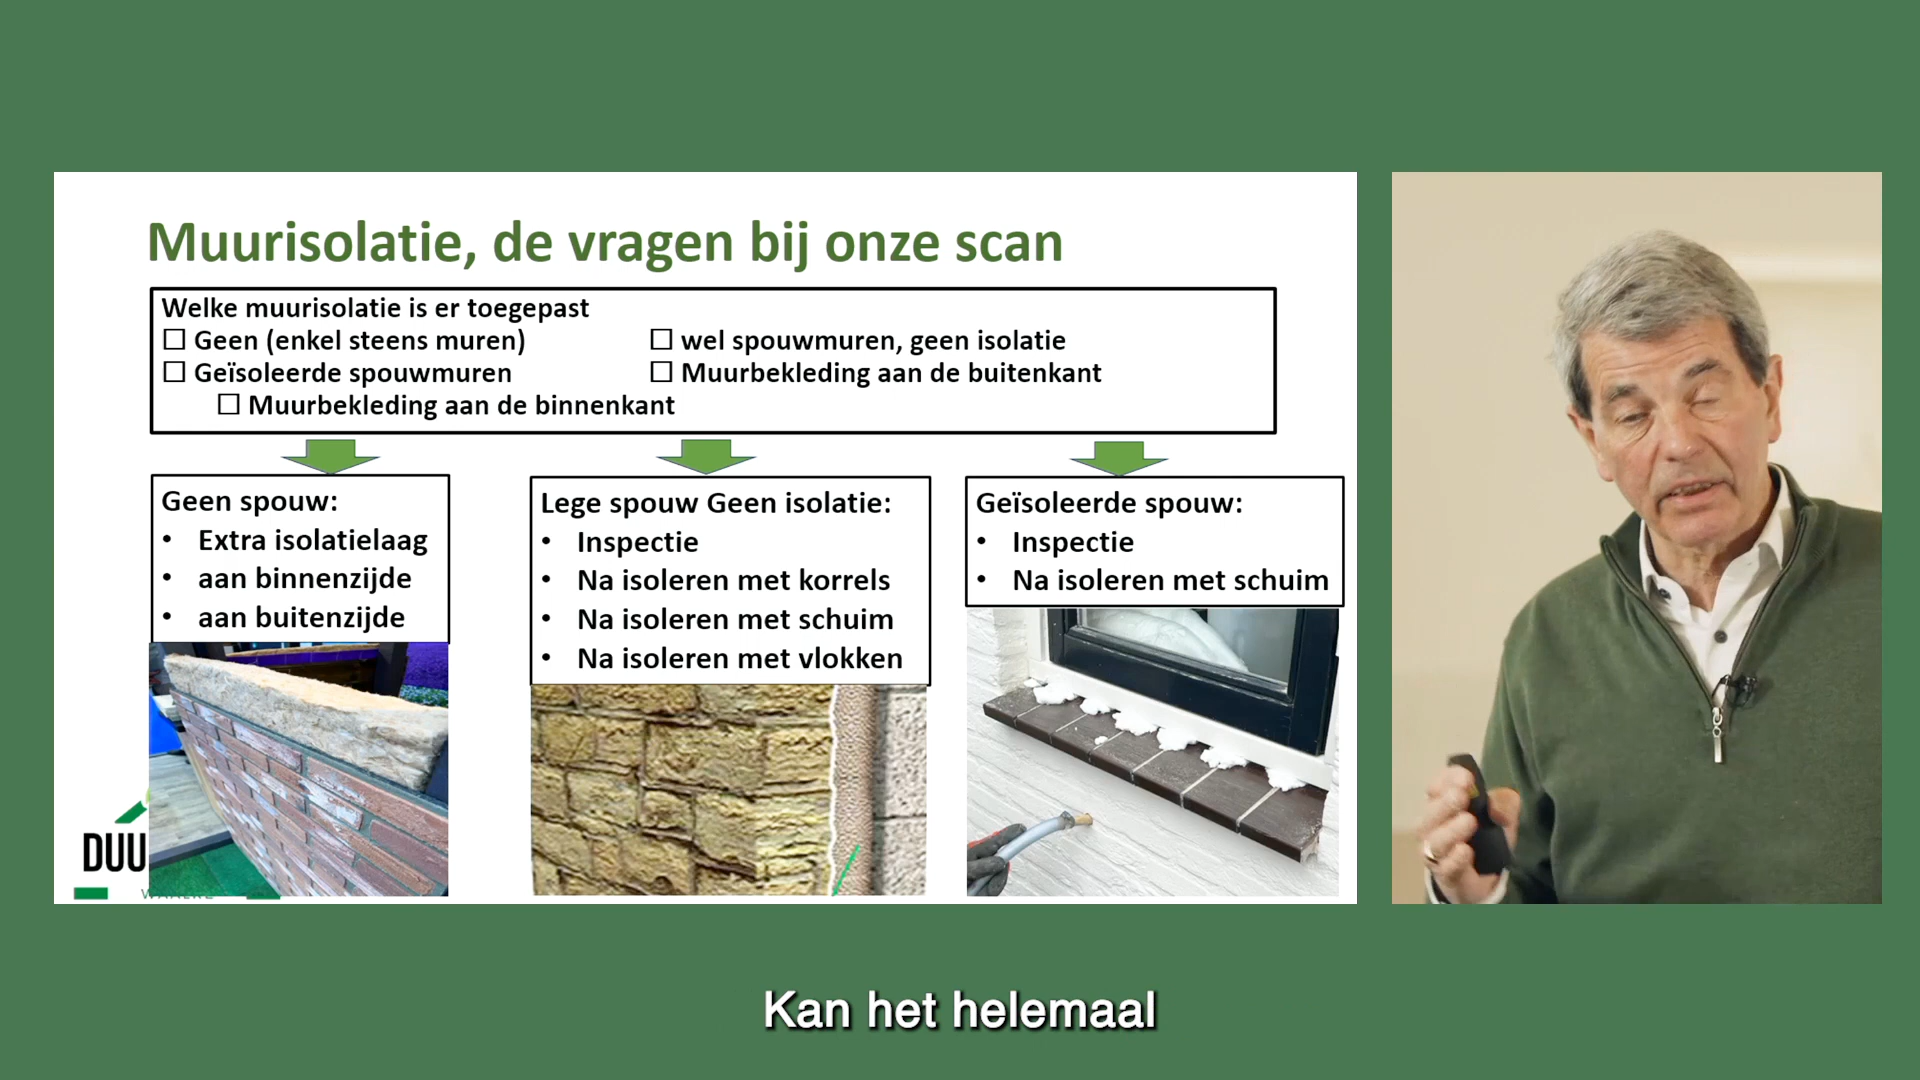 Muurisolatie, de vragen bij onze scan
Welke muurisolatie is er toegepast
☐ Geen (enkel steens muren)
☐ wel spouwmuren, geen isolatie
☐ Geïsoleerde spouwmuren
☐ Muurbekleding aan de buitenkant
☐ Muurbekleding aan de binnenkant
Geen spouw:
• Extra isolatielaag
• aan binnenzijde
• aan buitenzijde
Lege spouw Geen isolatie:
• Inspectie
• Na isoleren met korrels
• Na isoleren met schuim
• Na isoleren met vlokken
Geïsoleerde spouw:
• Inspectie
• Na isoleren met schuim
DUU
Kan het helemaal